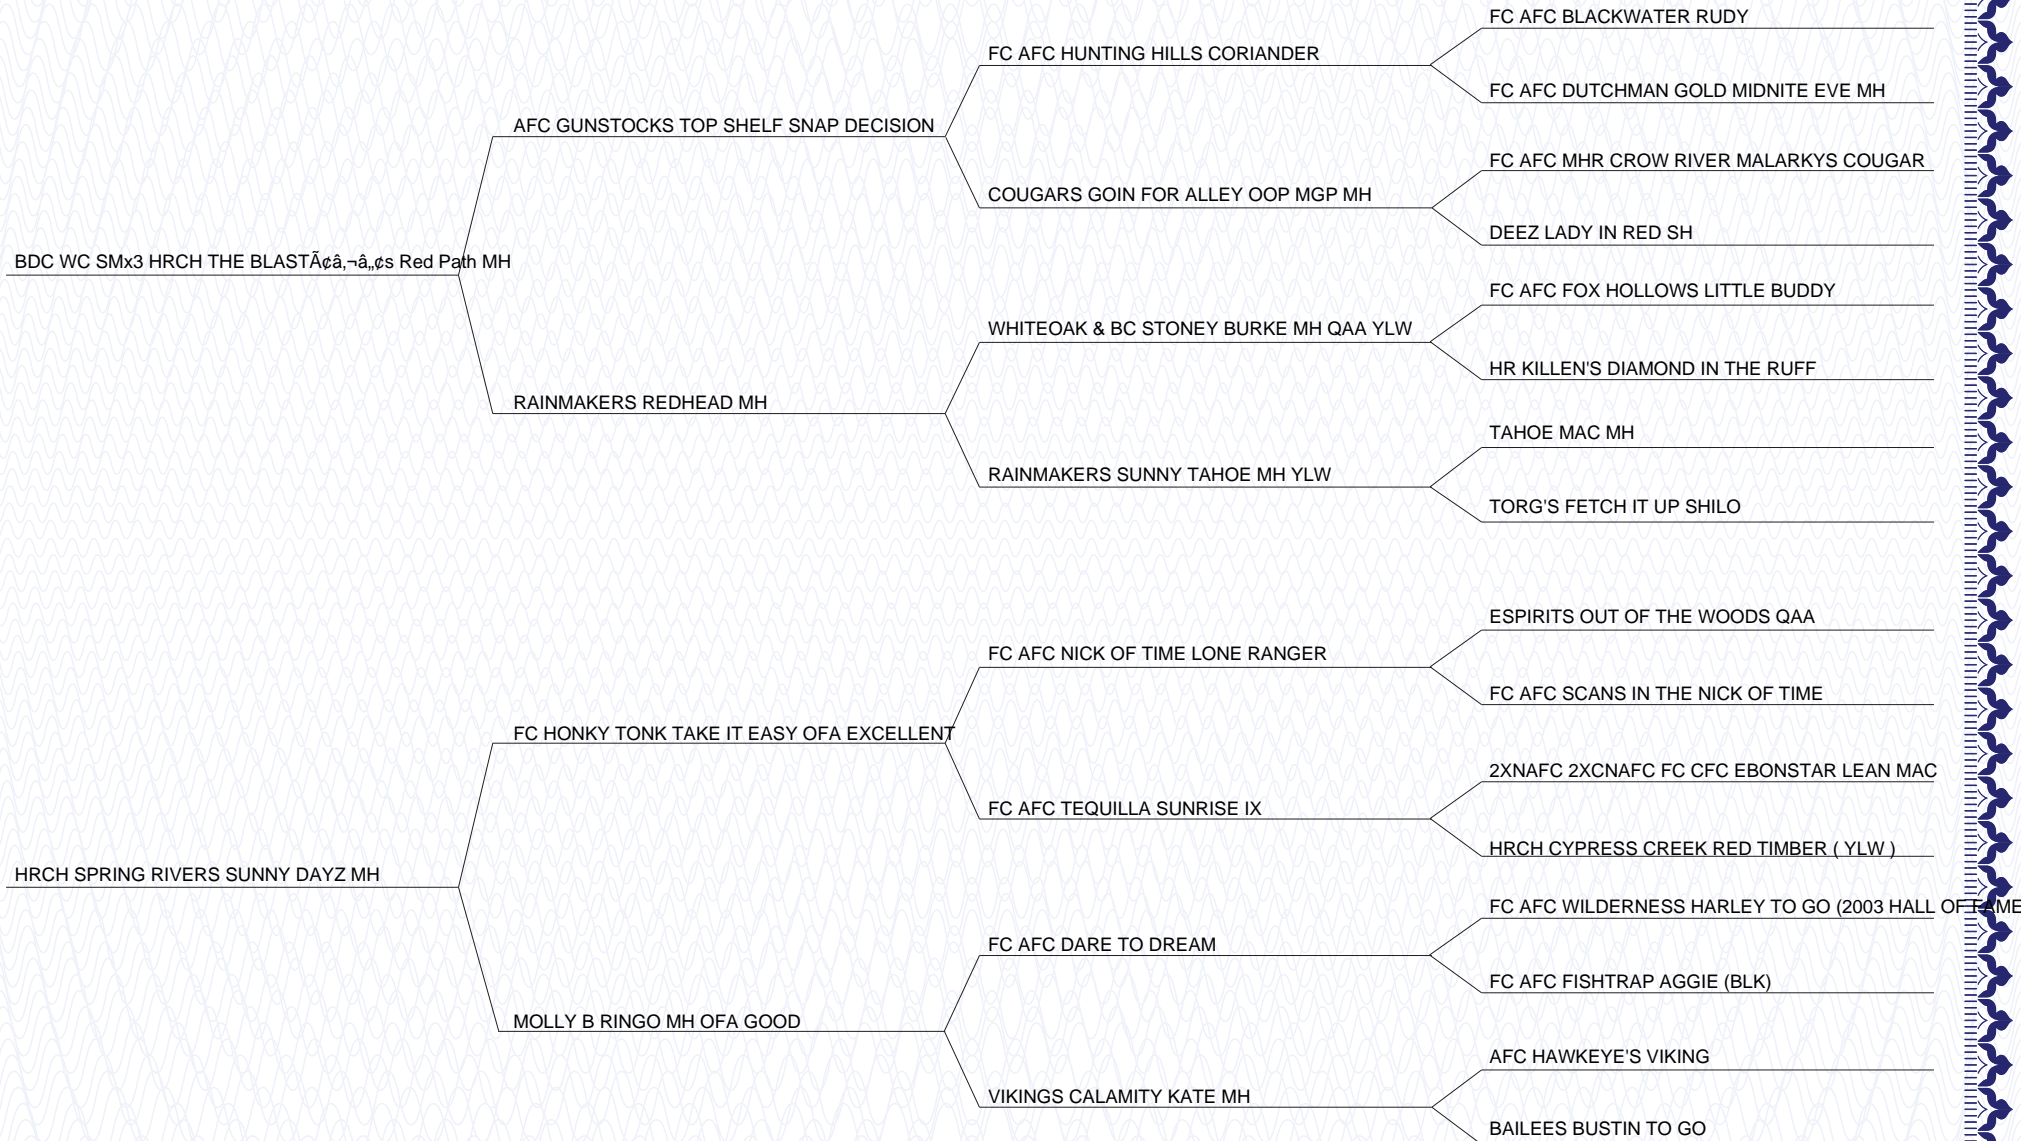 FC AFC BLACKWATER RUDY
FC AFC HUNTING HILLS CORIANDER
FC AFC DUTCHMAN GOLD MIDNITE EVE MH
AFC GUNSTOCKS TOP SHELF SNAP DECISION
FC AFC MHR CROW RIVER MALARKYS COUGAR
COUGARS GOIN FOR ALLEY OOP MGP MH
DEEZ LADY IN RED SH
BDC WC SMx3 HRCH THE BLASTÃ¢â‚¬â„¢s Red Path MH
FC AFC FOX HOLLOWS LITTLE BUDDY
WHITEOAK & BC STONEY BURKE MH QAA YLW
HR KILLEN'S DIAMOND IN THE RUFF
RAINMAKERS REDHEAD MH
TAHOE MAC MH
RAINMAKERS SUNNY TAHOE MH YLW
TORG'S FETCH IT UP SHILO
ESPIRITS OUT OF THE WOODS QAA
FC AFC NICK OF TIME LONE RANGER
FC AFC SCANS IN THE NICK OF TIME
FC HONKY TONK TAKE IT EASY OFA EXCELLENT
2XNAFC 2XCNAFC FC CFC EBONSTAR LEAN MAC
FC AFC TEQUILLA SUNRISE IX
HRCH CYPRESS CREEK RED TIMBER ( YLW )
HRCH SPRING RIVERS SUNNY DAYZ MH
FC AFC WILDERNESS HARLEY TO GO (2003 HALL OF FAME
FC AFC DARE TO DREAM
FC AFC FISHTRAP AGGIE (BLK)
MOLLY B RINGO MH OFA GOOD
AFC HAWKEYE'S VIKING
VIKINGS CALAMITY KATE MH
BAILEES BUSTIN TO GO